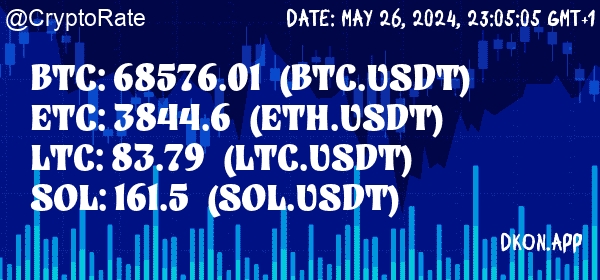 @CryptoRate
DATE: MAY 26, 2024, 23:05:05 GMT+1
BTC: 68576.01 (BTC.USDT)
ETC: 3844.6 (ETH.USDT)
LTC: 83.79 (LTC.USDT)
SOL: 161.5 (SOL.USDT)
DKON.APP